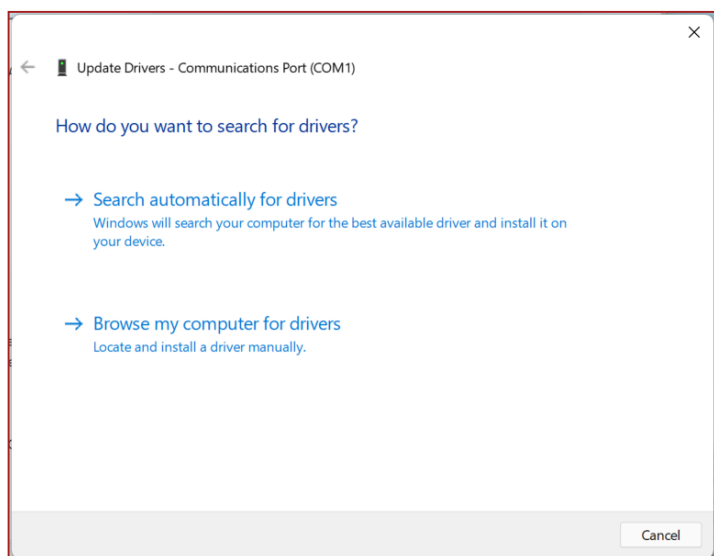 Update Drivers - Communications Port (COM1)
How do you want to search for drivers?
Search automatically for drivers
Windows will search your computer for the best available driver and install it on
your device.
Browse my computer for drivers
Locate and install a driver manually.
Cancel